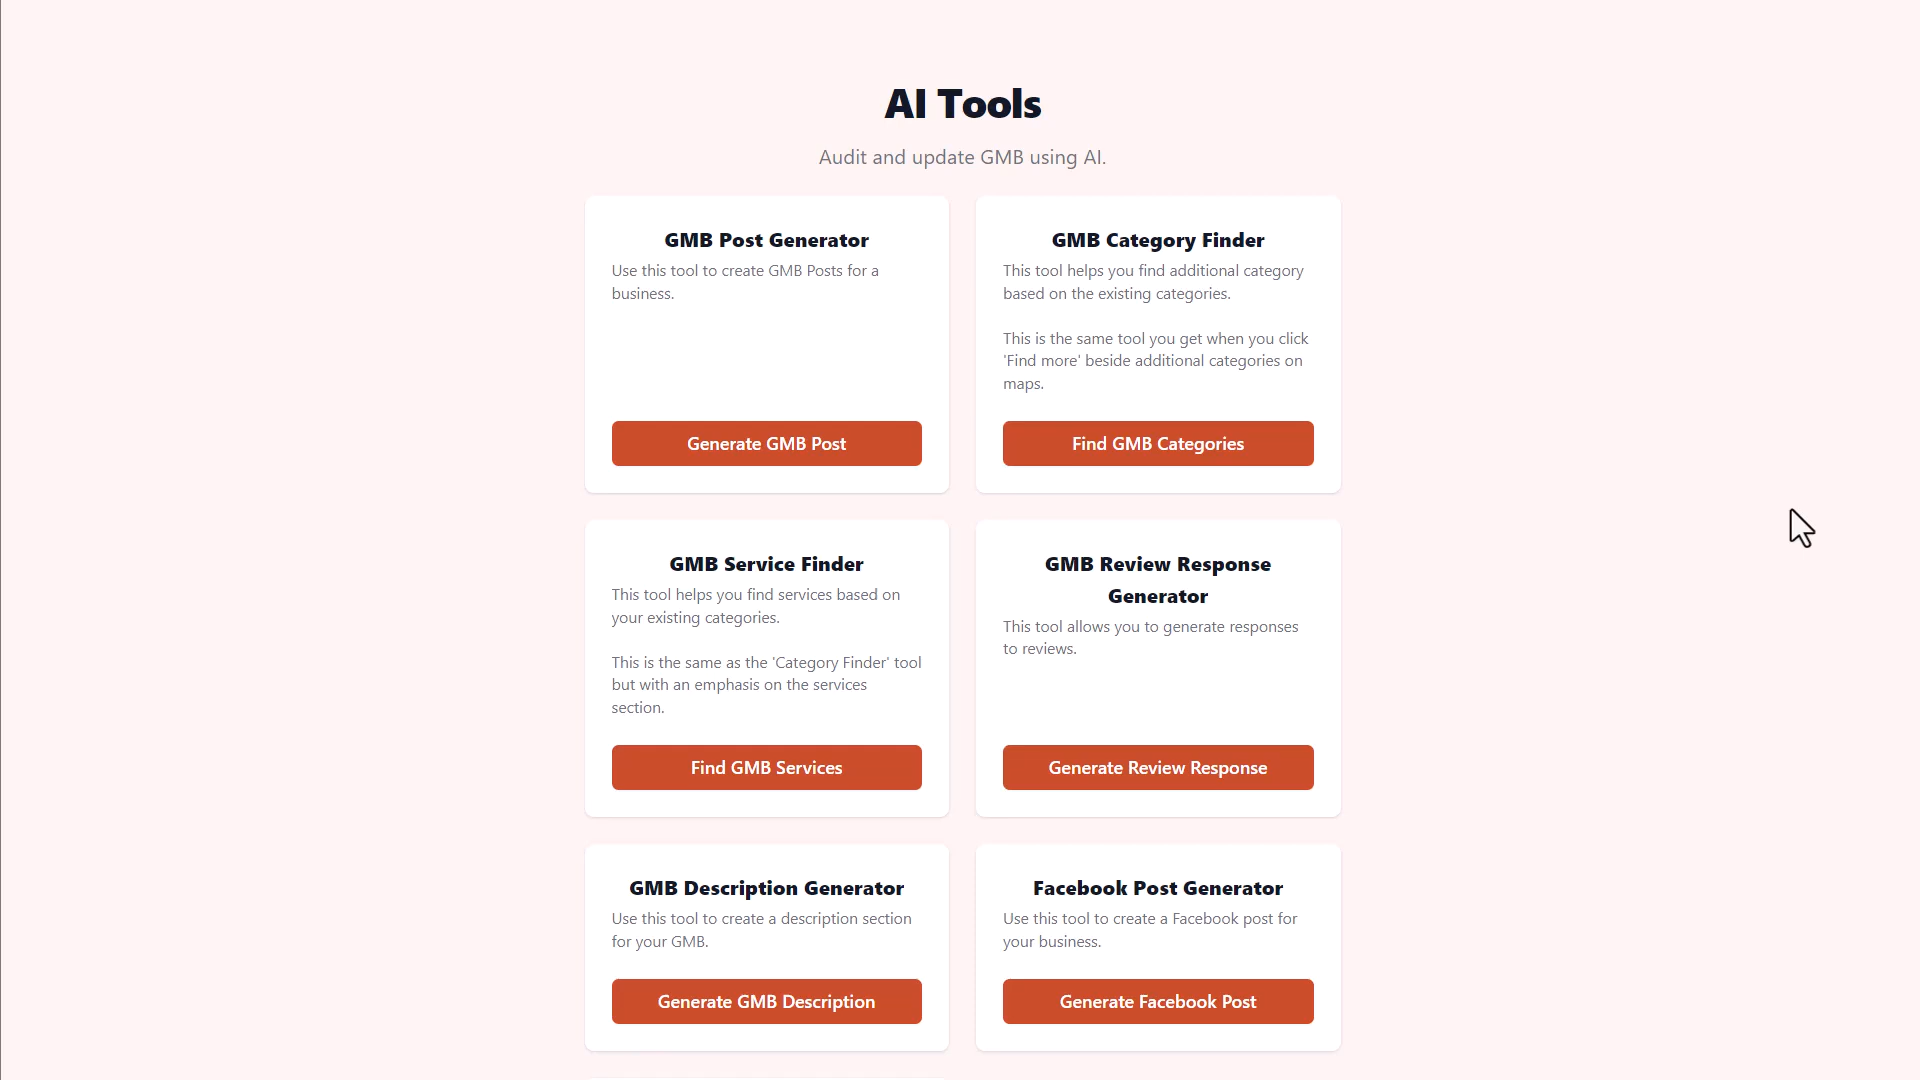 AI Tools
Audit and update GMB using AI.
GMB Post Generator
Use this tool to create GMB Posts for a
business.
Generate GMB Post
GMB Category Finder
This tool helps you find additional category
based on the existing categories.
This is the same tool you get when you click
'Find more' beside additional categories on
maps.
Find GMB Categories
GMB Service Finder
This tool helps you find services based on
your existing categories.
This is the same as the 'Category Finder' tool
but with an emphasis on the services
section.
Find GMB Services
GMB Review Response
Generator
This tool allows you to generate responses
to reviews.
Generate Review Response
GMB Description Generator
Use this tool to create a description section
for your GMB.
Generate GMB Description
Facebook Post Generator
Use this tool to create a Facebook post for
your business.
Generate Facebook Post